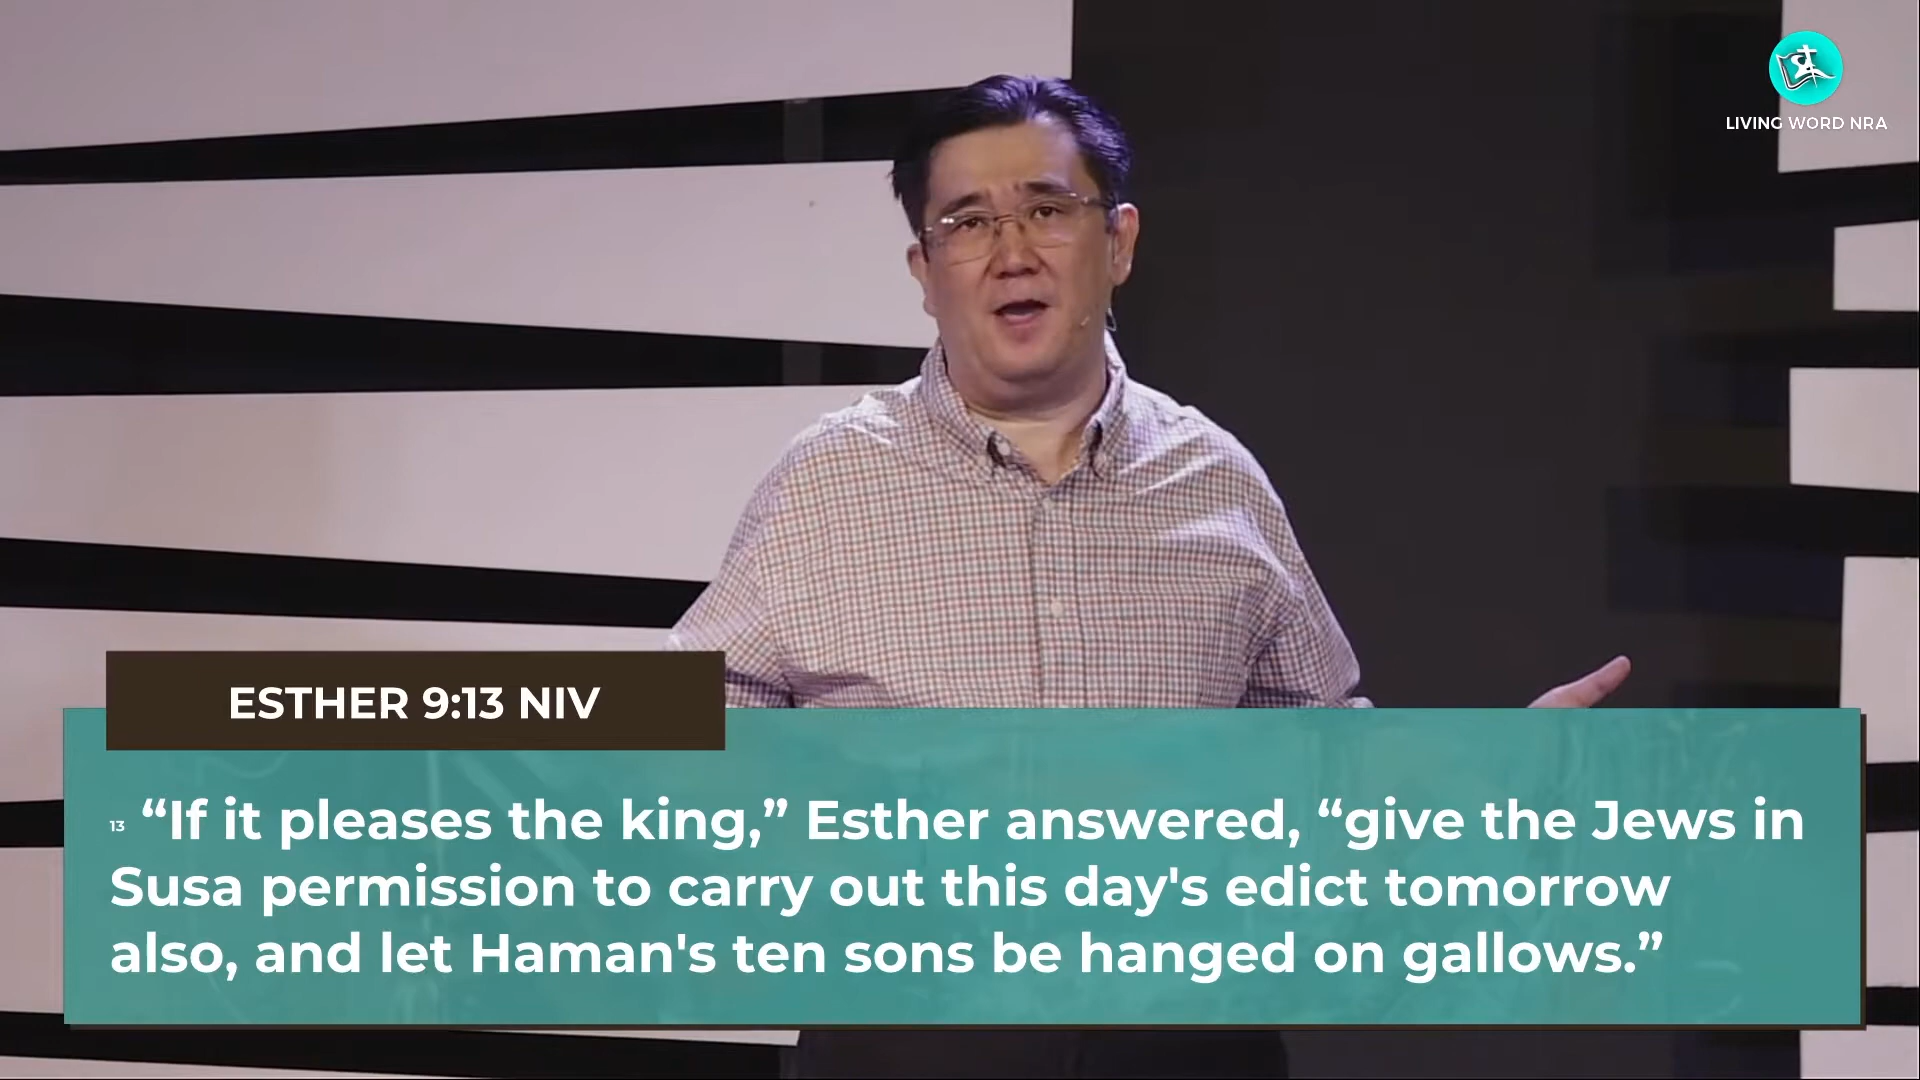 LIVING WORD NRA
ESTHER 9:13 NIV
13 “If it pleases the king,” Esther answered, “give the Jews in
Susa permission to carry out this day's edict tomorrow
also, and let Haman's ten sons be hanged on gallows.”